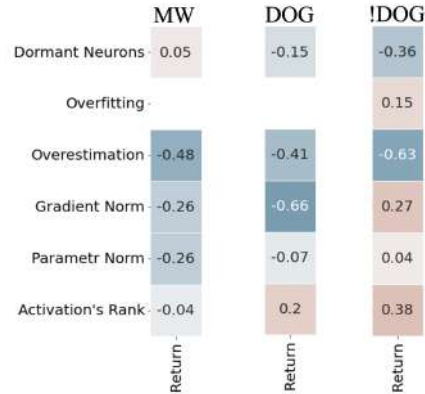 MW DOG !DOG
Dormant Neurons 0.05 -0.15 -0.36
Overfitting 0.15
Overestimation -0.48 -0.41 -0.63
Gradient Norm -0.26 -0.66 0.27
Parametr Norm -0.26 -0.07 0.04
Activation's Rank -0.04 0.2 0.38
Return Return Return